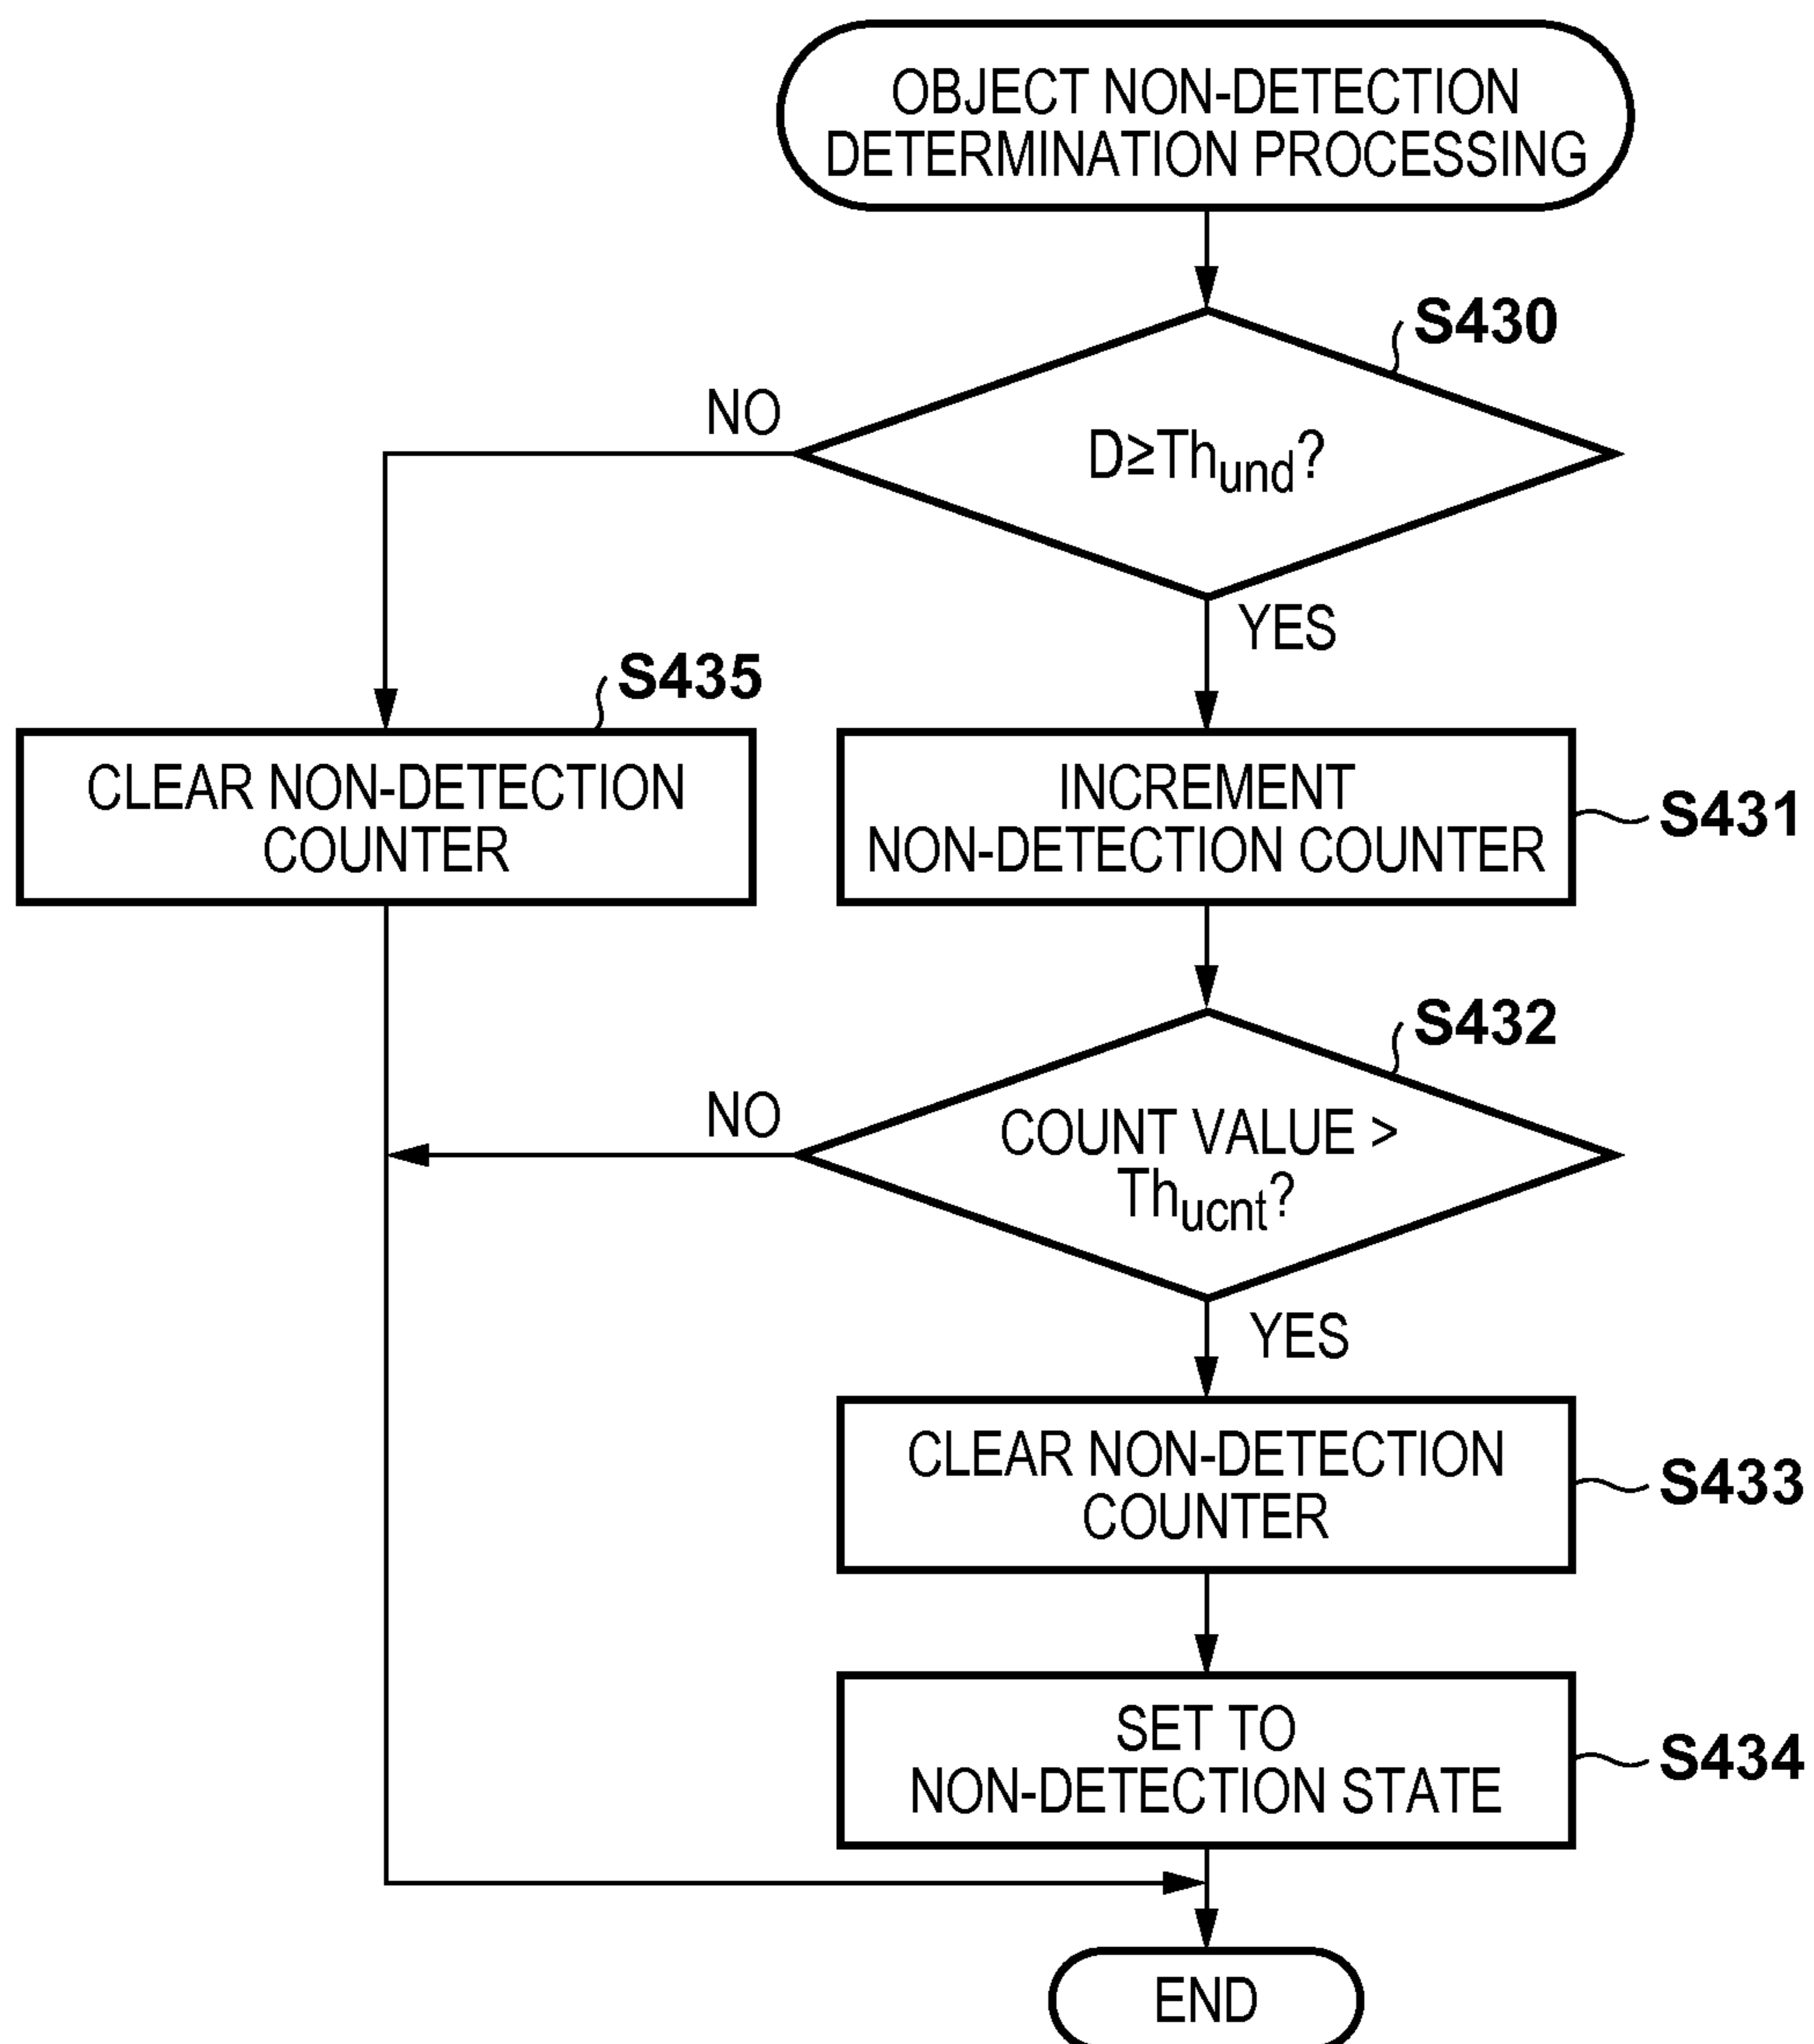 OBJECT NON-DETECTION
DETERMINATION PROCESSING
S430
NO
D≥Thund?
YES
S435
CLEAR NON-DETECTION
COUNTER
INCREMENT
NON-DETECTION COUNTER
S431
S432
NO
COUNT VALUE >
Thucnt?
YES
CLEAR NON-DETECTION
COUNTER
S433
SET TO
NON-DETECTION STATE
S434
END